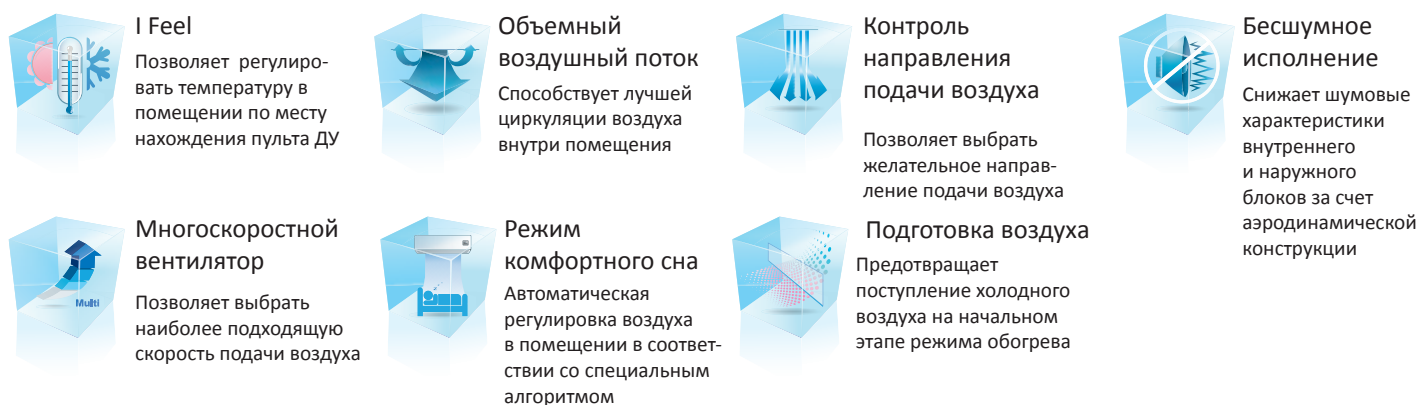 I Feel
Позволяет регулиро-
вать температуру в
помещении по месту
нахождения пульта ДУ
Объемный
воздушный поток
Способствует лучшей
циркуляции воздуха
внутри помещения
Контроль
направления
подачи воздуха
Позволяет выбрать
желательное направ-
ление подачи воздуха
Бесшумное
исполнение
Снижает шумовые
характеристики
внутреннего
и наружного
блоков за счет
аэродинамической
конструкции
Многоскоростной
вентилятор
Multi
Позволяет выбрать
наиболее подходящую
скорость подачи воздуха
Режим
комфортного сна
Автоматическая
регулировка воздуха
в помещении в соответ-
ствии со специальным
алгоритмом
Подготовка воздуха
Предотвращает
поступление холодного
воздуха на начальном
этапе режима обогрева